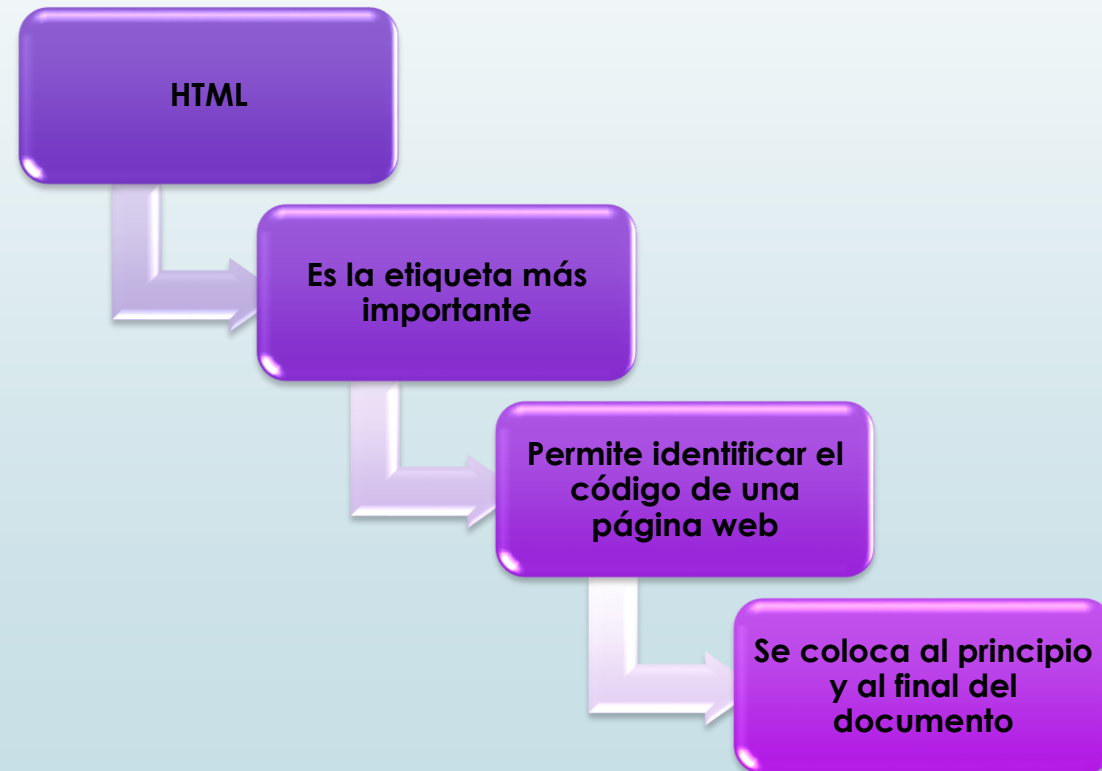 HTML
Es la etiqueta más
importante
Permite identificar el
código de una
página web
Se coloca al principio
y al final del
documento